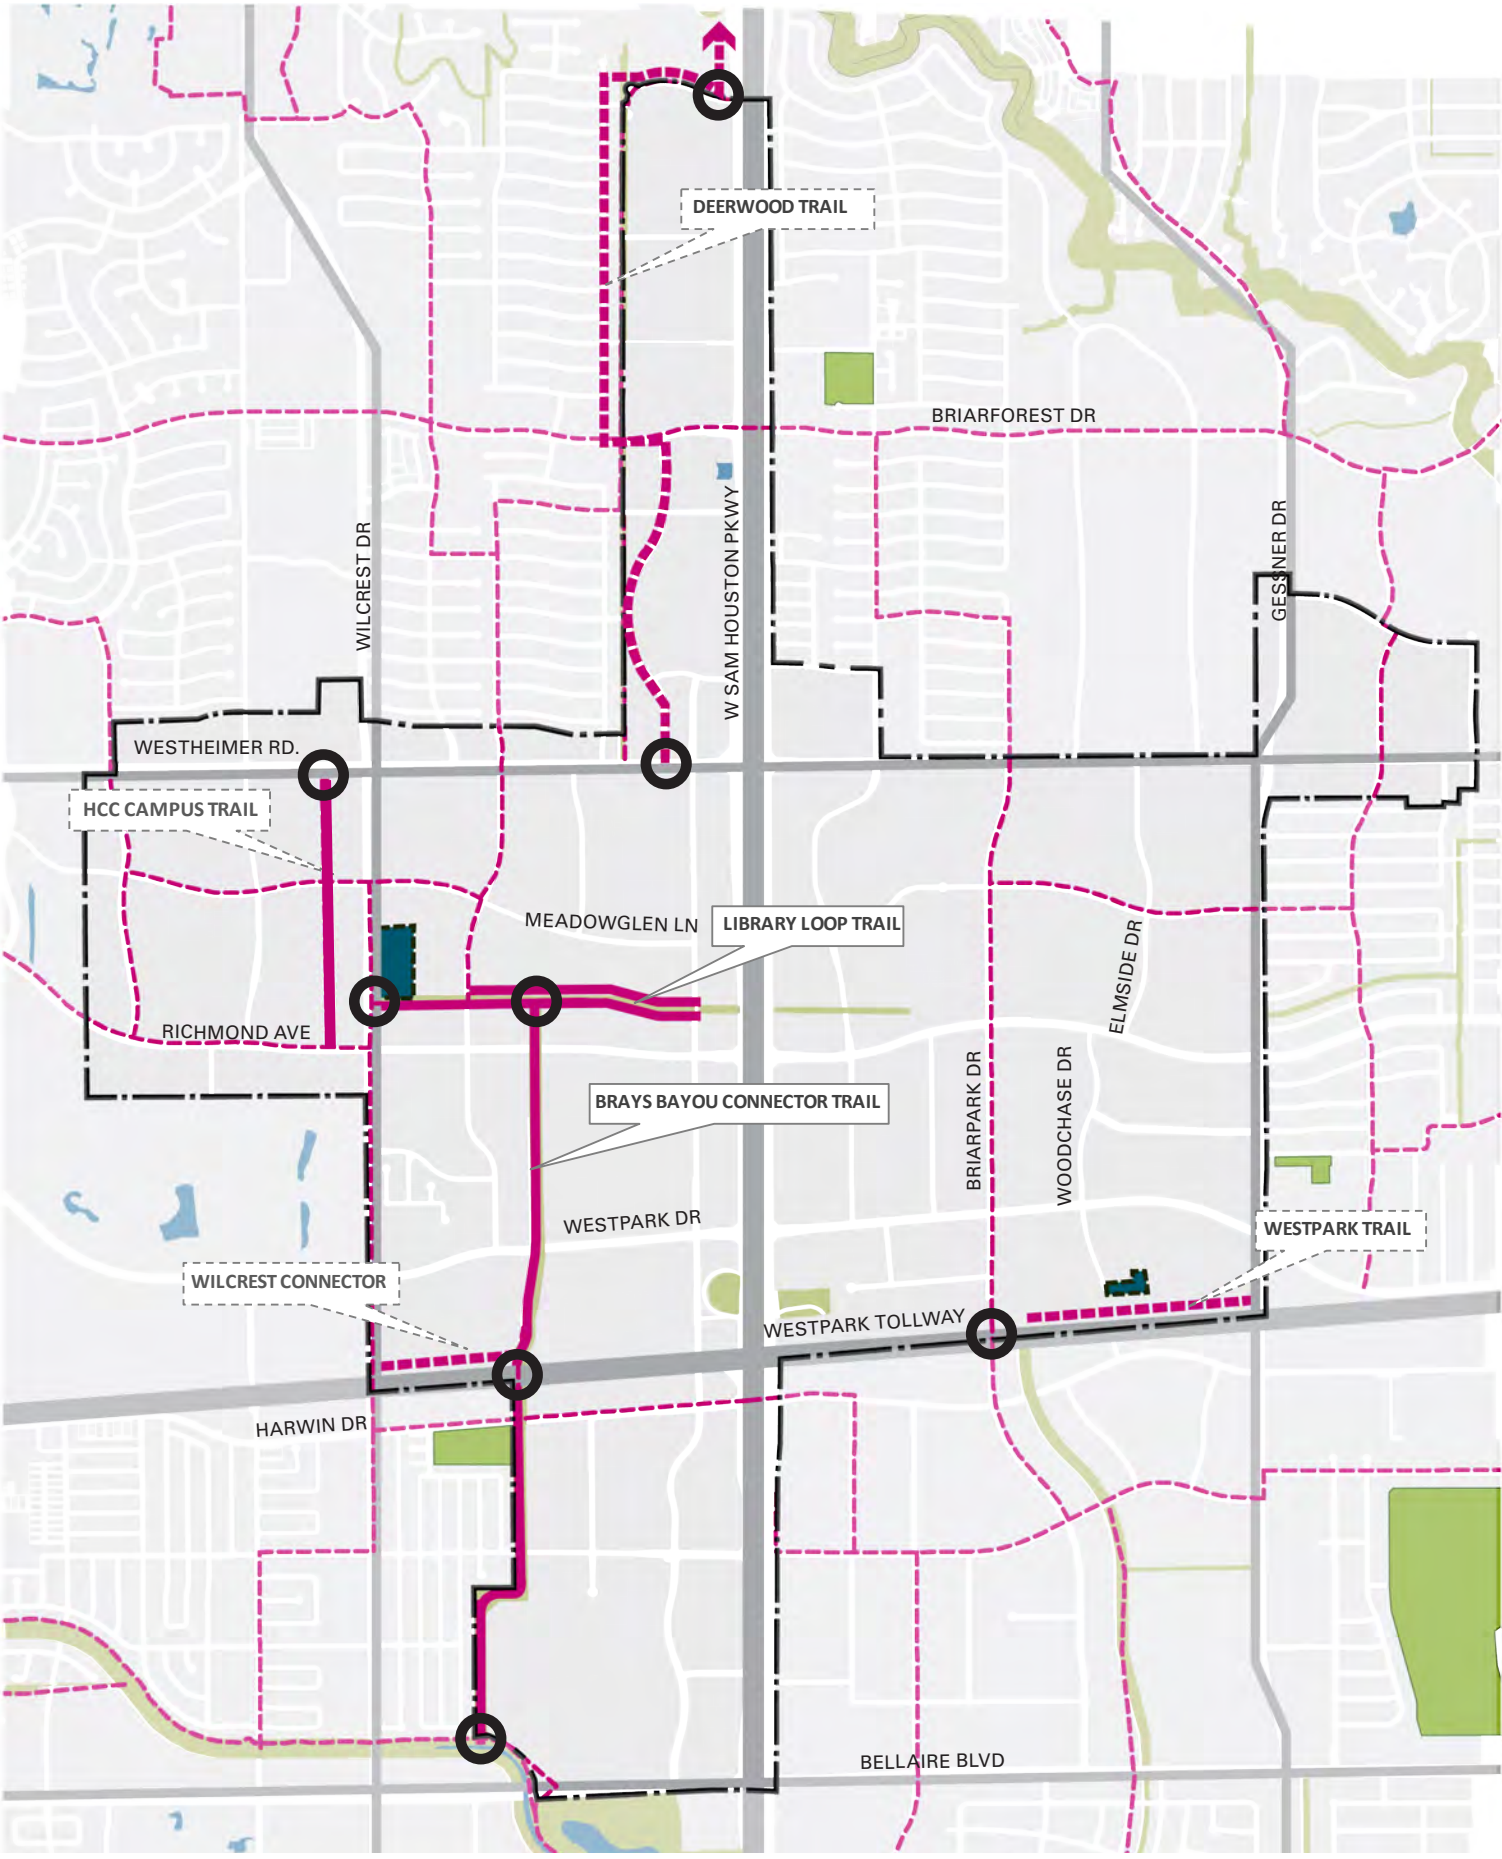 DEERWOOD TRAIL
BRIARFOREST DR
WILCREST DR
W SAM HOUSTON PKWY
GESSNER DR
WESTHEIMER RD.
HCC CAMPUS TRAIL
MEADOWGLEN LN
LIBRARY LOOP TRAIL
ELMSIDE DR
RICHMOND AVE
BRIARPARK DR
WOODCHASE DR
BRAYS BAYOU CONNECTOR TRAIL
WESTPARK DR
WESTPARK TRAIL
WILCREST CONNECTOR
WESTPARK TOLLWAY
HARWIN DR
BELLAIRE BLVD